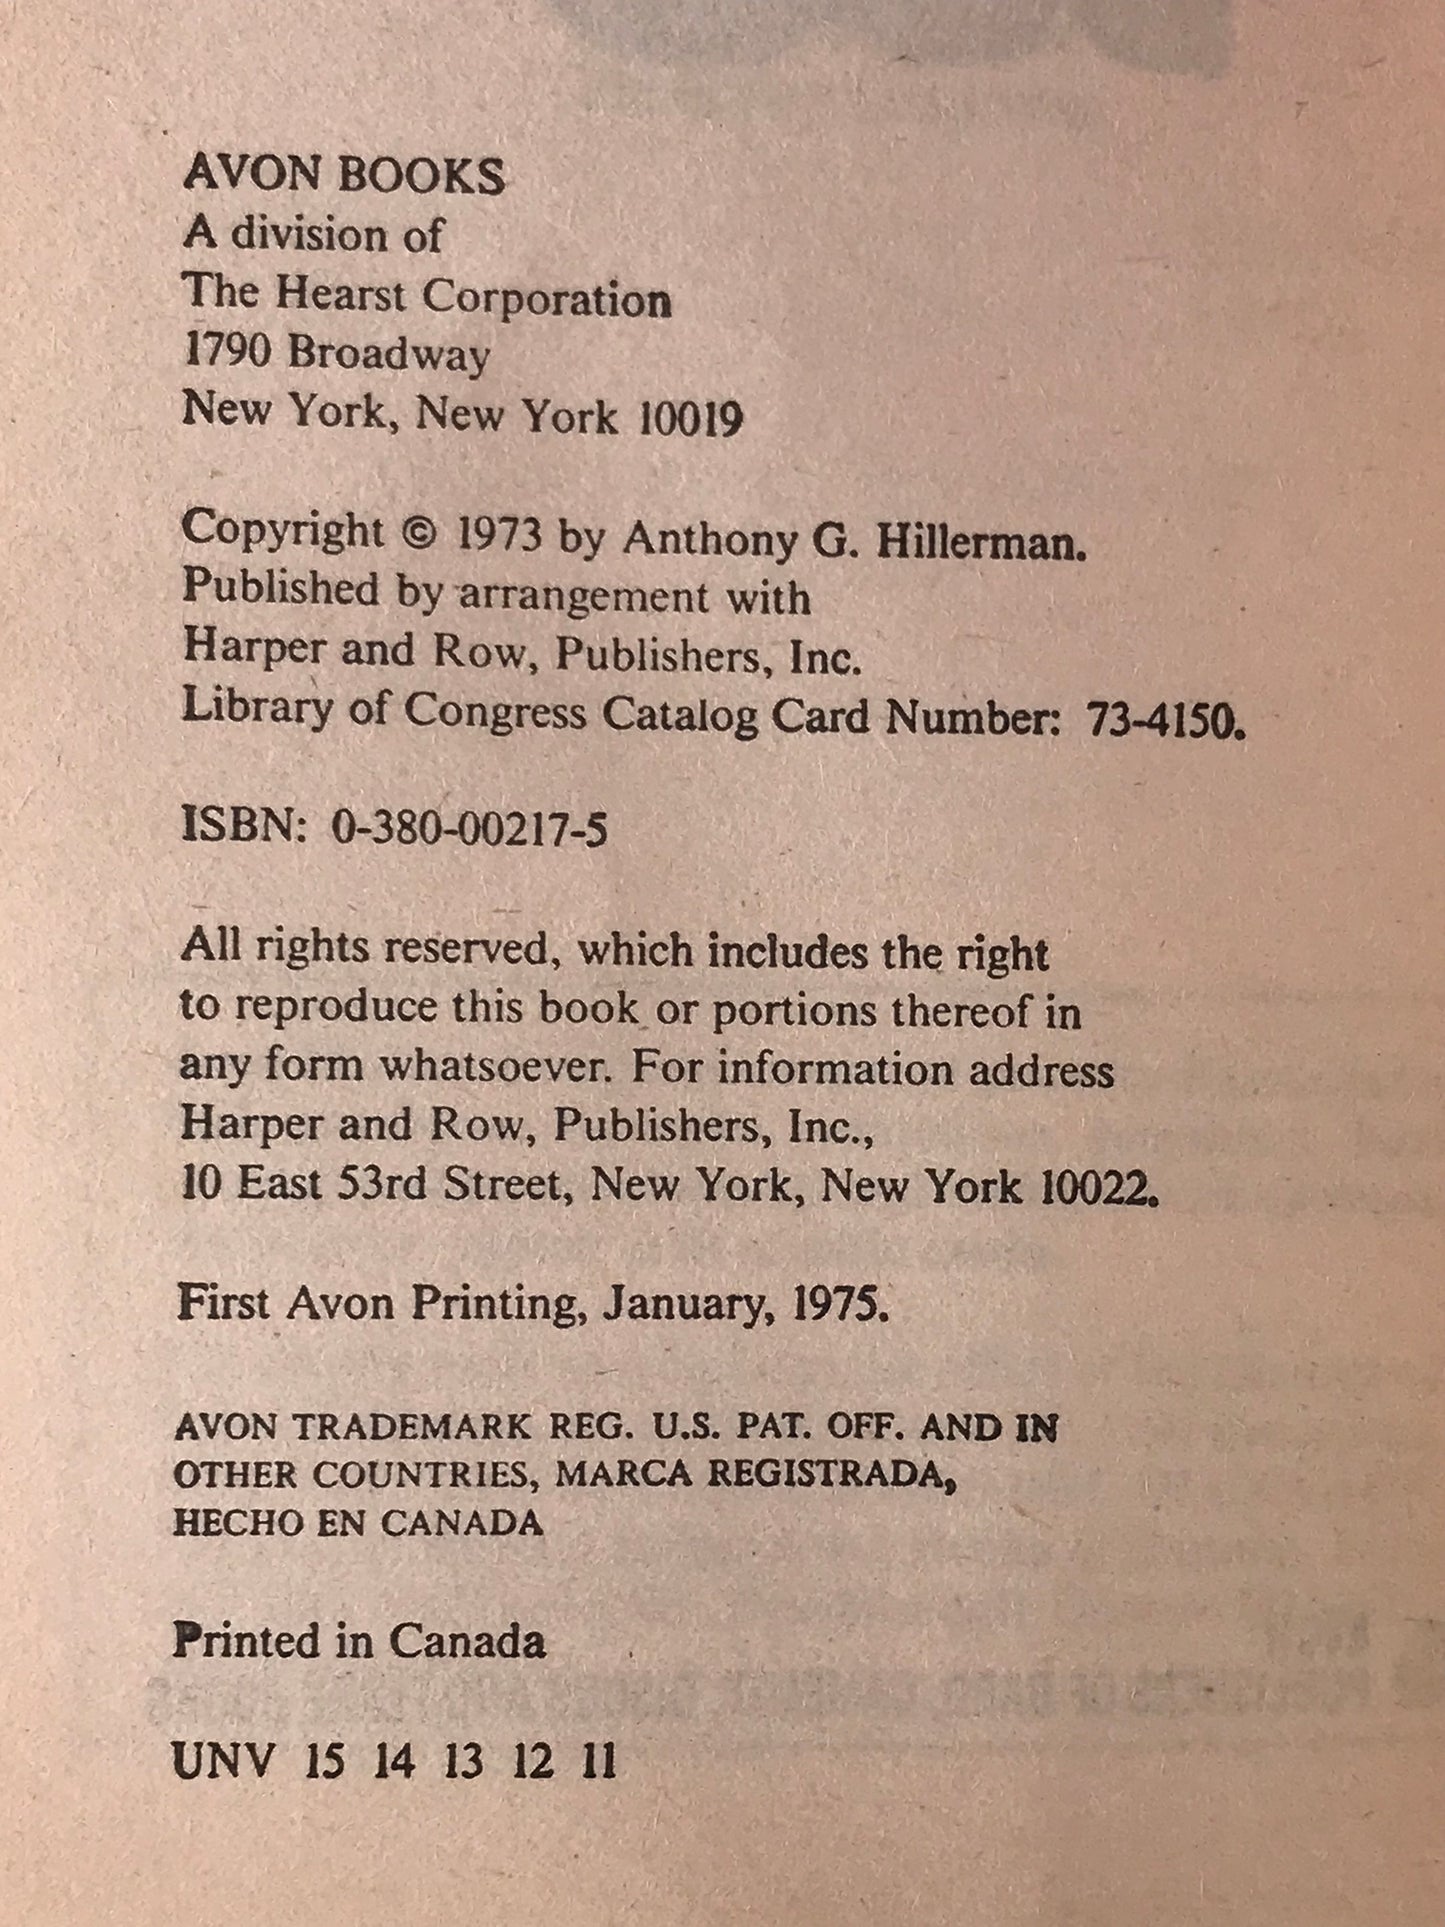 AVON BOOKS
A division of
The Hearst Corporation
1790 Broadway
New York, New York 10019
Copyright © 1973 by Anthony G. Hillerman.
Published by arrangement with
Harper and Row, Publishers, Inc.
Library of Congress Catalog Card Number: 73-4150.
ISBN: 0-380-00217-5
All rights reserved, which includes the right
to reproduce this book or portions thereof in
any form whatsoever. For information address
Harper and Row, Publishers, Inc.,
10 East 53rd Street, New York, New York 10022.
First Avon Printing, January, 1975.
AVON TRADEMARK REG. U.S. PAT. OFF. AND IN
OTHER COUNTRIES, MARCA REGISTRADA,
HECHO EN CANADA
Printed in Canada
UNV 15 14 13 12 11